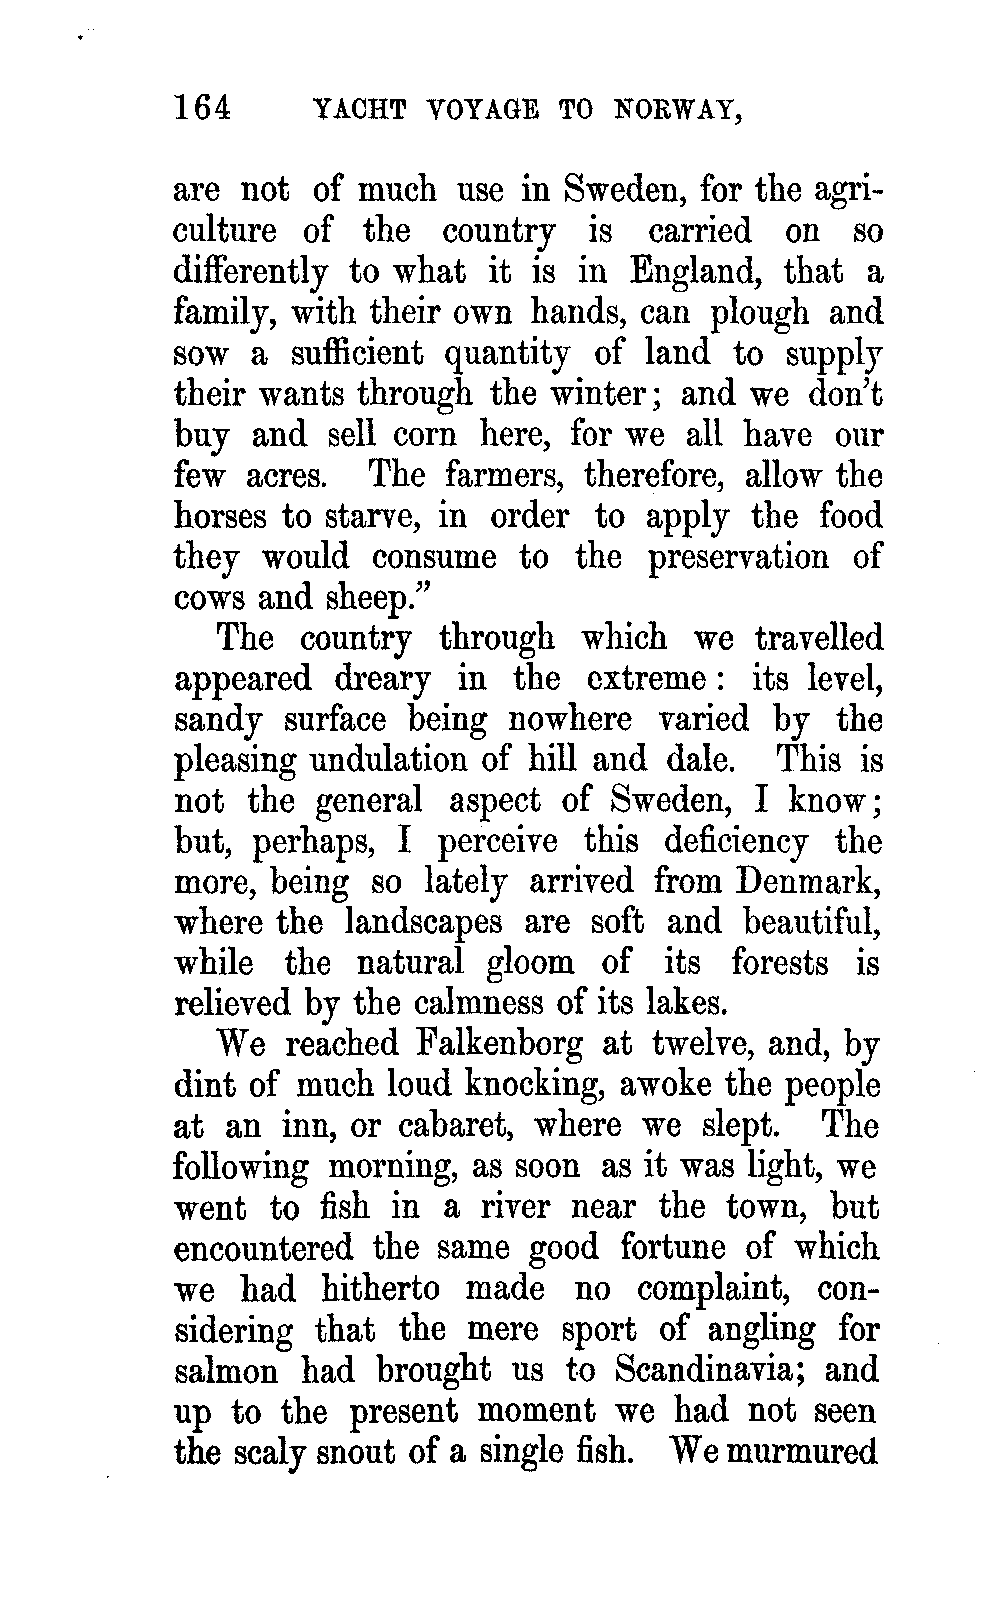 164 YACHT VOYAGE TO NORWAY,
are not of much use in Sweden, for the agri-
culture of the country is carried on so
differently to what it is in England, that a
family, with their own hands, can plough and
sow a sufficient quantity of land to supply
their wants through the winter; and we don't
buy and sell corn here, for we all have our
few acres. The farmers, therefore, allow the
horses to starve, in order to apply the food
they would consume to the preservation of
cows and sheep."
The country through which we travelled
appeared dreary in the extreme: its level,
sandy surface being nowhere varied by the
pleasing undulation of hill and dale. This is
not the general aspect of Sweden, I know;
but, perhaps, I perceive this deficiency the
more, being so lately arrived from Denmark,
where the landscapes are soft and beautiful,
while the natural gloom of its forests is
relieved by the calmness of its lakes.
We reached Falkenborg at twelve, and, by
dint of much loud knocking, awoke the people
at an inn, or cabaret, where we slept. The
following morning, as soon as it was light, we
went to fish in a river near the town, but
encountered the same good fortune of which
we had hitherto made no complaint, con-
sidering that the mere sport of angling for
salmon had brought us to Scandinavia; and
up to the present moment we had not seen
the scaly snout of a single fish. We murmured